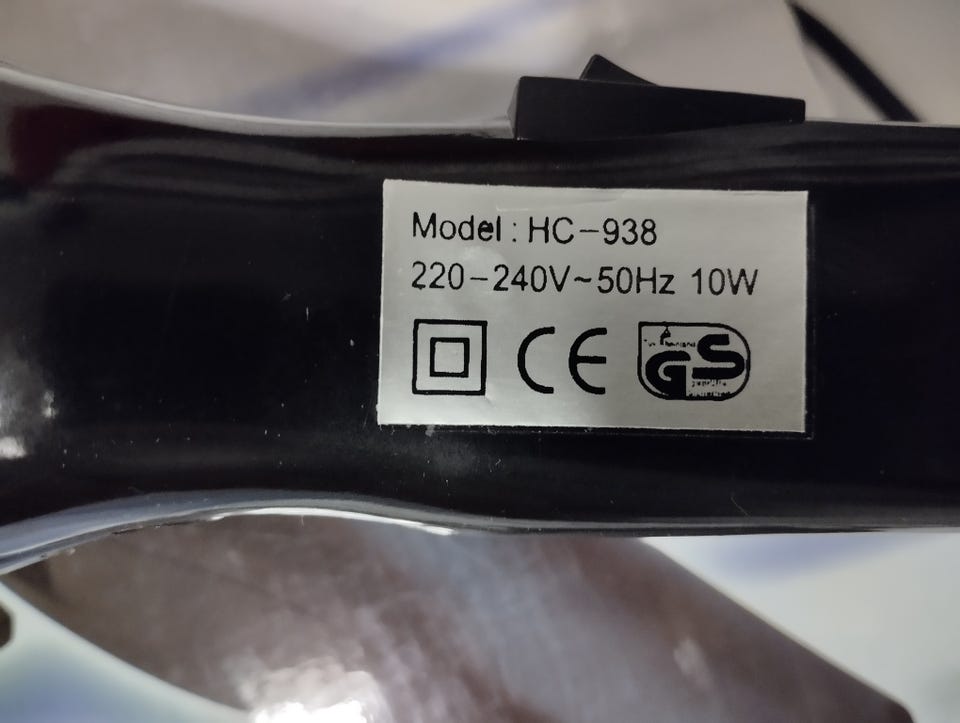 Model : HC-938
220-240V~50Hz 10W
CE GS